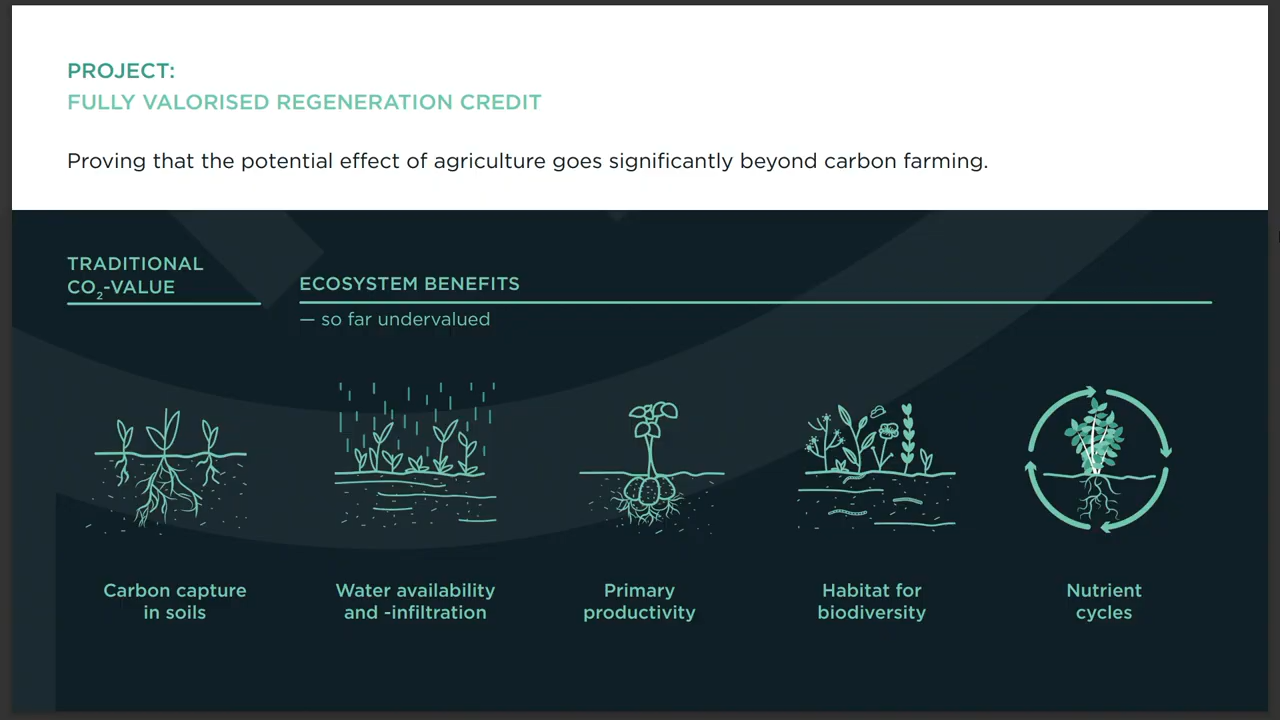 PROJECT:
FULLY VALORISED REGENERATION CREDIT
Proving that the potential effect of agriculture goes significantly beyond carbon farming.
TRADITIONAL
CO₂-VALUE
ECOSYSTEM BENEFITS
— so far undervalued
Carbon capture
in soils
Water availability
and -infiltration
Primary
productivity
Habitat for
biodiversity
Nutrient
cycles